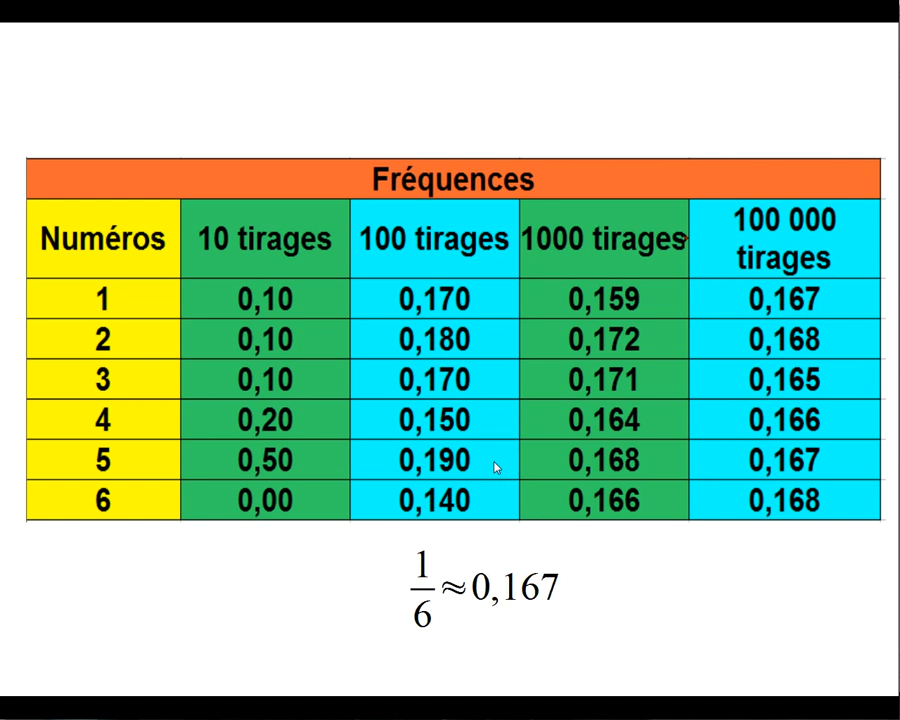 Fréquences
Numéros 10 tirages 100 tirages 1000 tirages 100 000 tirages
1 0,10 0,170 0,159 0,167
2 0,10 0,180 0,172 0,168
3 0,10 0,170 0,171 0,165
4 0,20 0,150 0,164 0,166
5 0,50 0,190 0,168 0,167
6 0,00 0,140 0,166 0,168
1/6 ≈ 0,167